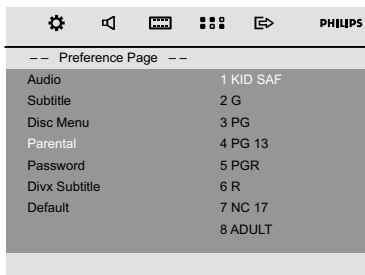 PHILIPS
-- Preference Page --
Audio 1 KID SAF
Subtitle 2 G
Disc Menu 3 PG
Parental 4 PG 13
Password 5 PGR
Divx Subtitle 6 R
Default 7 NC 17
8 ADULT